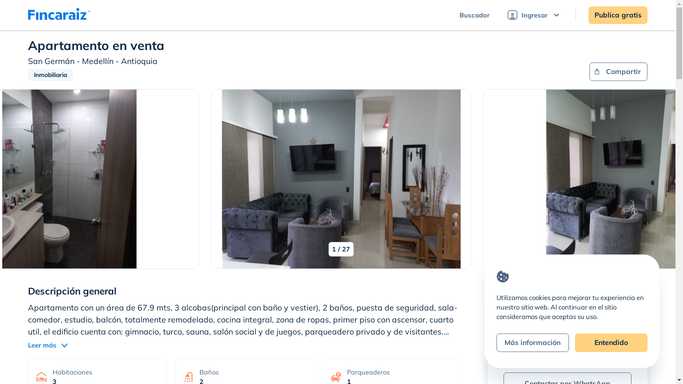 Fincaraiz
Buscador
Ingresar
Publica gratis
Apartamento en venta
San Germán - Medellín - Antioquia
Inmobiliaria
Compartir
1 / 27
Descripción general
Apartamento con un área de 67.9 mts, 3 alcobas(principal con baño y vestier), 2 baños, puesta de seguridad, sala-
comedor, estudio, balcón, totalmente remodelado, cocina integral, zona de ropas, primer piso con ascensor, cuarto
util, el edificio cuenta con: gimnacio, turco, sauna, salón social y de juegos, parqueadero privado y de visitantes....
Leer más
Habitaciones
3
Baños
2
Parqueaderos
1
Utilizamos cookies para mejorar tu experiencia en
nuestro sitio web. Al continuar en el sitio
consideramos que aceptas su uso.
Más información
Entendido
Contactar por WhatsApp